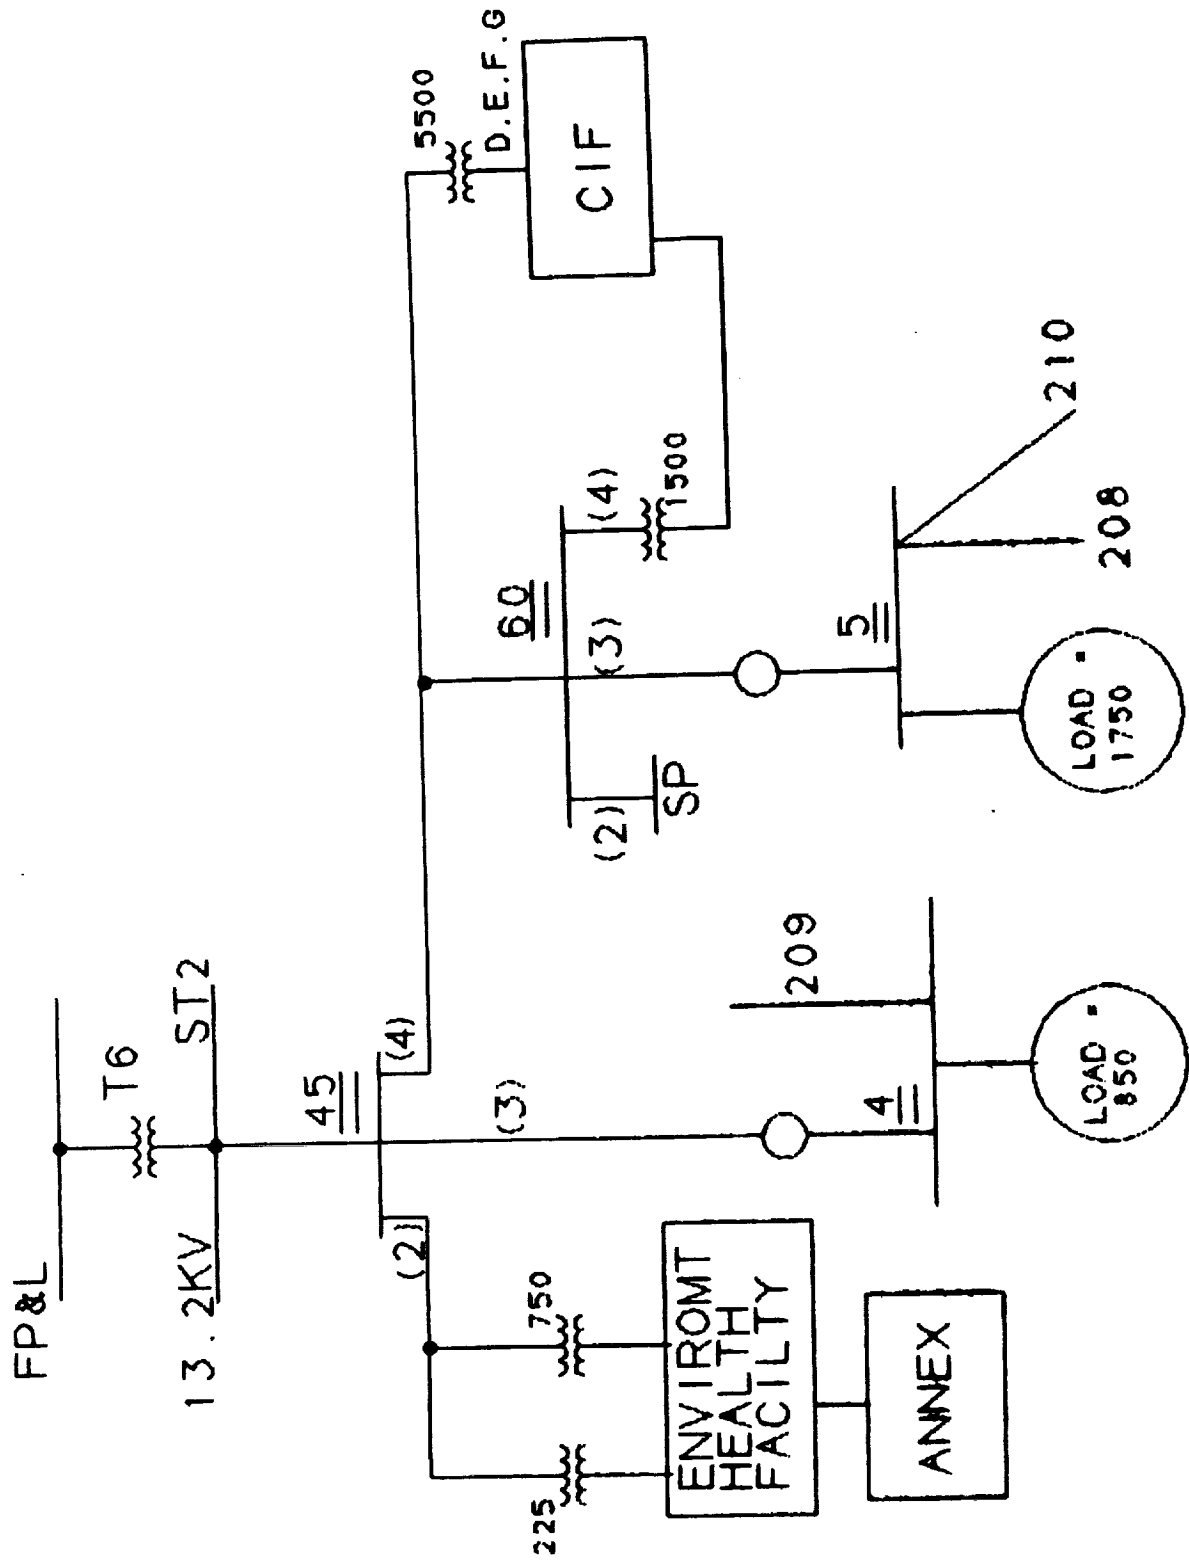 FP&L
T6
13.2KV
ST2
45
(2)
(3)
(4)
225
750
ENVIROMT
HEALTH
FACILTY
ANNEX
4
209
LOAD =
850
60
(2)
SP
(3)
(4)
1500
5
LOAD =
1750
208
210
5500
D.E.F.G
CIF